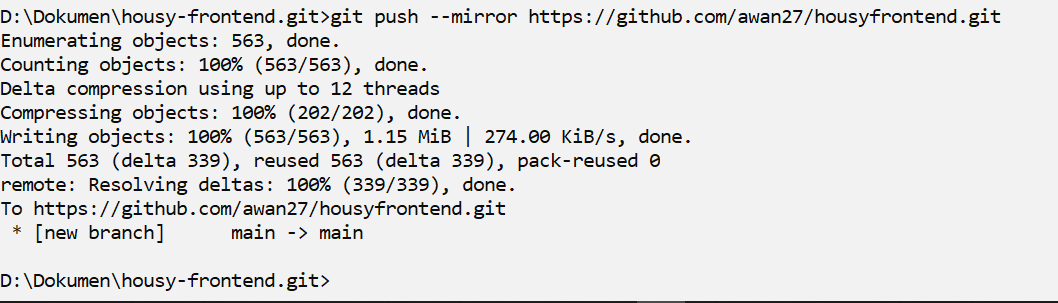 D:\Dokumen\housy-frontend.git>git push --mirror https://github.com/awan27/housyfrontend.git
Enumerating objects: 563, done.
Counting objects: 100% (563/563), done.
Delta compression using up to 12 threads
Compressing objects: 100% (202/202), done.
Writing objects: 100% (563/563), 1.15 MiB | 274.00 KiB/s, done.
Total 563 (delta 339), reused 563 (delta 339), pack-reused 0
remote: Resolving deltas: 100% (339/339), done.
To https://github.com/awan27/housyfrontend.git
 * [new branch]      main -> main
D:\Dokumen\housy-frontend.git>